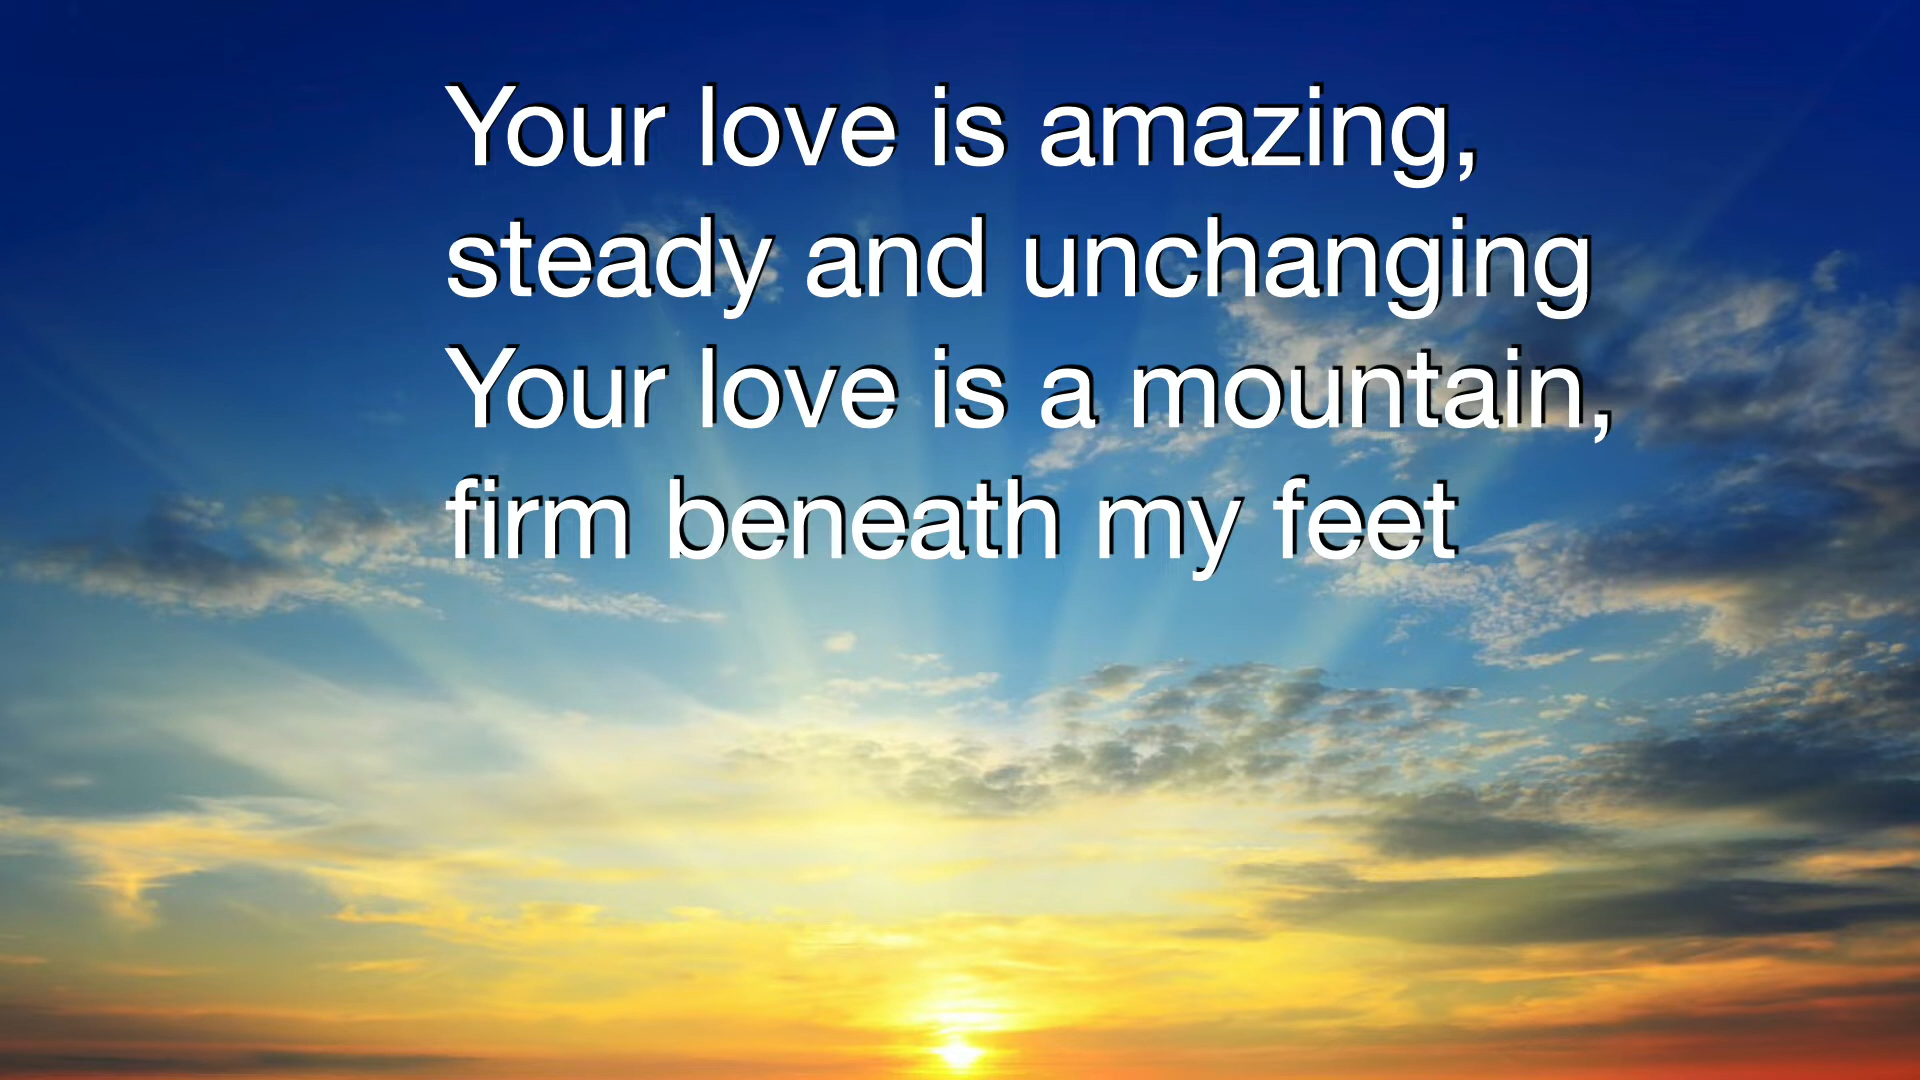 Your love is amazing,
steady and unchanging
Your love is a mountain,
firm beneath my feet